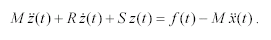 M z̈(t) + R ż(t) + S z(t) = f(t) − M ẍ(t) .